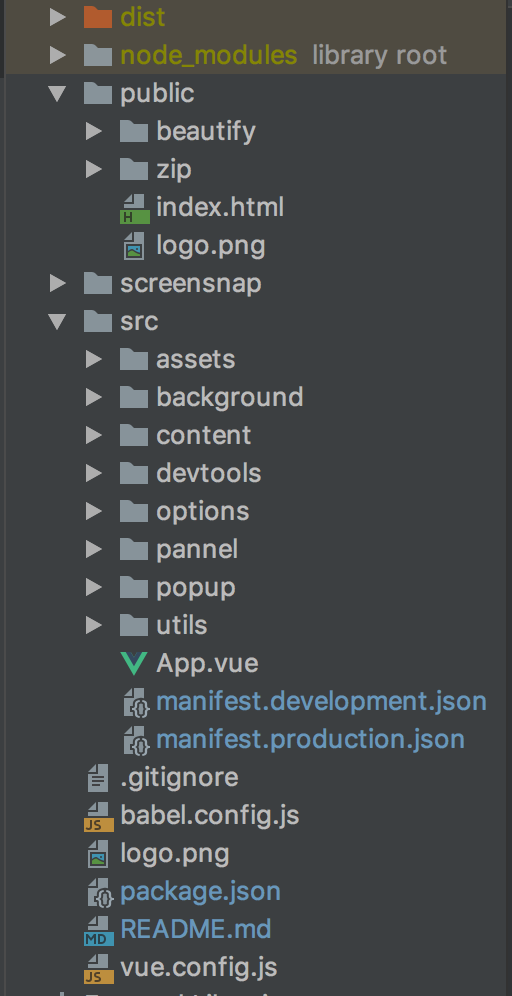 dist
node_modules library root
public
beautify
zip
index.html
logo.png
screensnap
src
assets
background
content
devtools
options
pannel
popup
utils
App.vue
manifest.development.json
manifest.production.json
.gitignore
babel.config.js
logo.png
package.json
README.md
vue.config.js